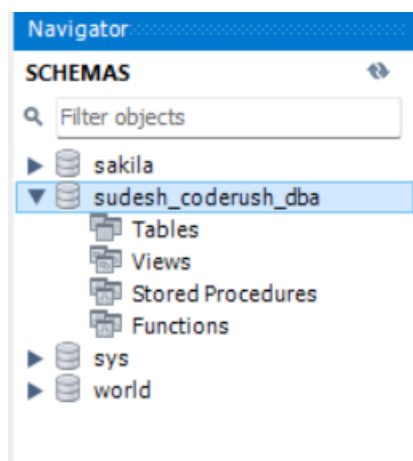 Navigator
SCHEMAS
Filter objects
sakila
sudesh_coderush_dba
Tables
Views
Stored Procedures
Functions
sys
world